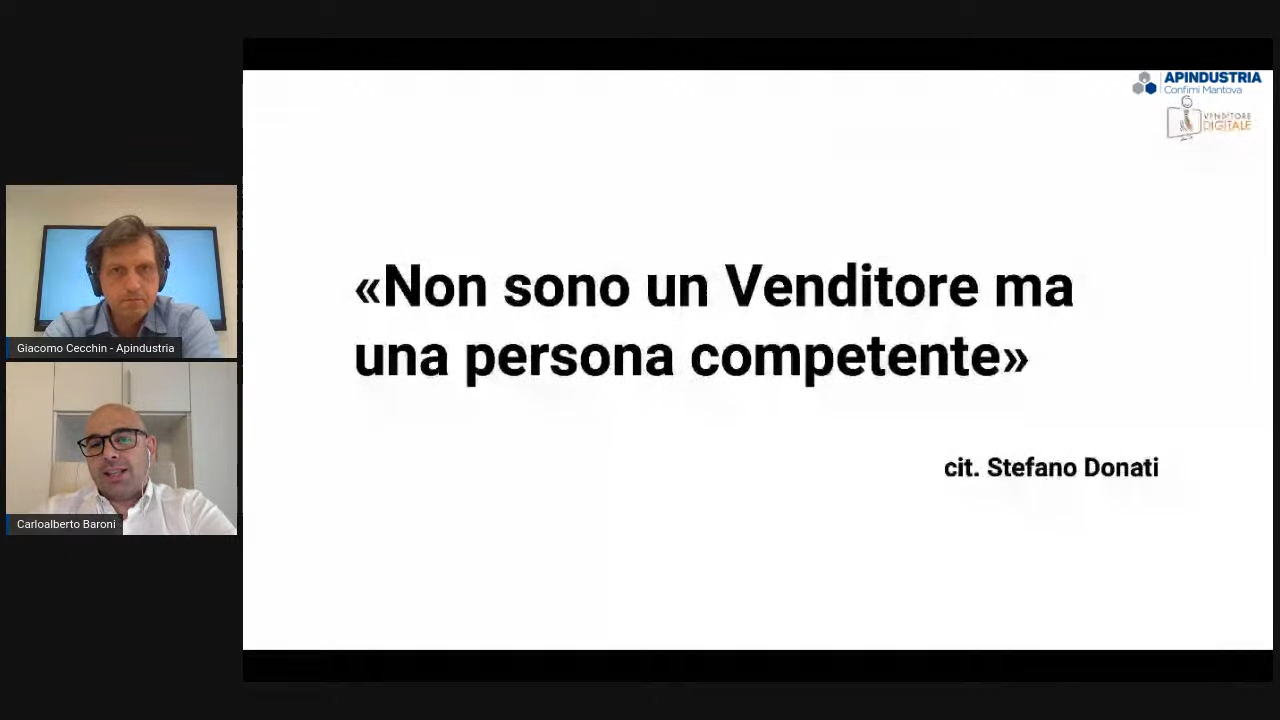 APINDUSTRIA
Confimi Mantova
VENDITORE
DIGITALE
«Non sono un Venditore ma
una persona competente»
cit. Stefano Donati
Giacomo Cecchin - Apindustria
Carloalberto Baroni